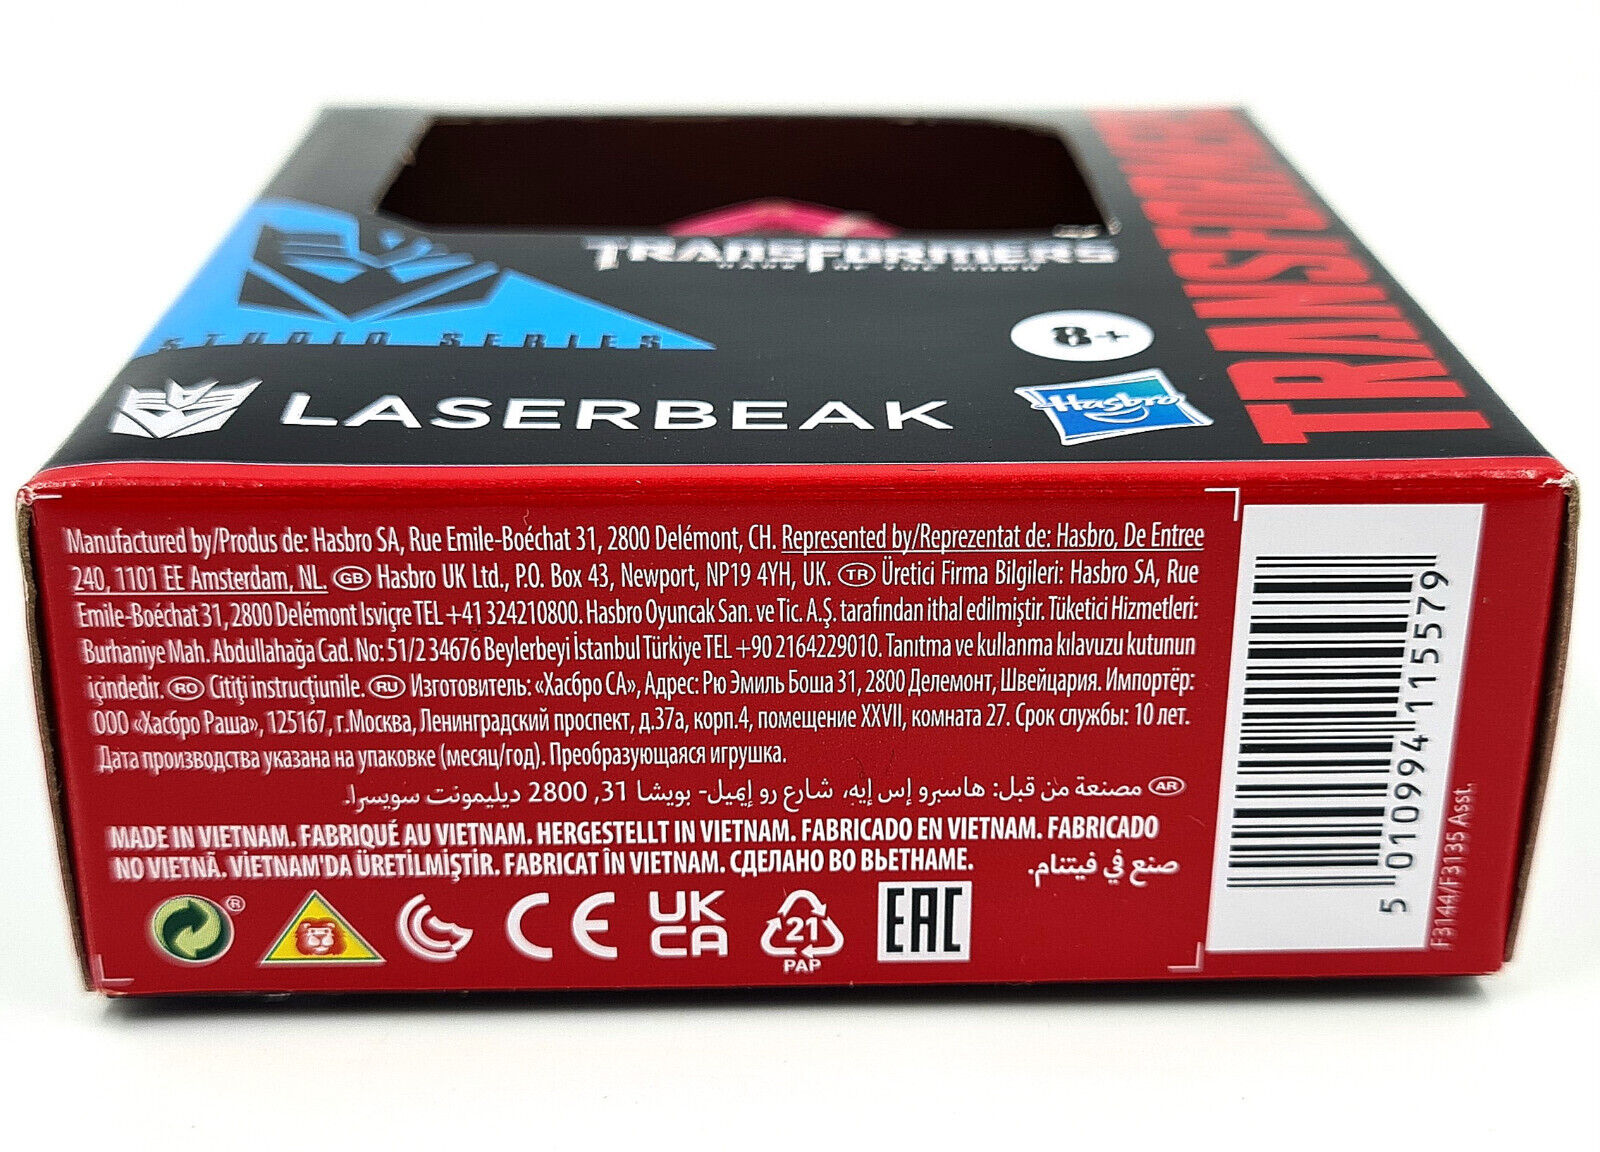 TRANSFORMERS
TRANSFORMERS
DARK OF THE MOON
STUDIO SERIES
8+
LASERBEAK
Hasbro
Manufactured by/Produs de: Hasbro SA, Rue Emile-Boéchat 31, 2800 Delémont, CH. Represented by/Reprezentat de: Hasbro, De Entree
240, 1101 EE Amsterdam, NL. GB Hasbro UK Ltd., P.O. Box 43, Newport, NP19 4YH, UK. TR Üretici Firma Bilgileri: Hasbro SA, Rue
Emile-Boéchat 31, 2800 Delémont Isviçre TEL +41 324210800. Hasbro Oyuncak San. ve Tic. A.Ş. tarafından ithal edilmiştir. Tüketici Hizmetleri:
Burhaniye Mah. Abdullahağa Cad. No: 51/2 34676 Beylerbeyi İstanbul Türkiye TEL +90 2164229010. Tanıtma ve kullanma kılavuzu kutunun
içindedir. RO Citiți instrucțiunile. RU Изготовитель: «Хасбро СА», Адрес: Рю Эмиль Боша 31, 2800 Делемонт, Швейцария. Импортёр:
ООО «Хасбро Раша», 125167, г.Москва, Ленинградский проспект, д.37а, корп.4, помещение XXVII, комната 27. Срок службы: 10 лет.
Дата производства указана на упаковке (месяц/год). Преобразующаяся игрушка.
AR مصنعة من قبل: هاسبرو إس إيه، شارع رو إيميل- بويشا 31, 2800 ديليمونت سويسرا.
MADE IN VIETNAM. FABRIQUÉ AU VIETNAM. HERGESTELLT IN VIETNAM. FABRICADO EN VIETNAM. FABRICADO
NO VIETNÃ. VİETNAM'DA ÜRETİLMİŞTİR. FABRICAT ÎN VIETNAM. СДЕЛАНО ВО ВЬЕТНАМЕ. صنع في فيتنام.
®
CE
UK
CA
21
PAP
EAC
5 010994 115579
F3144/F3135 Asst.